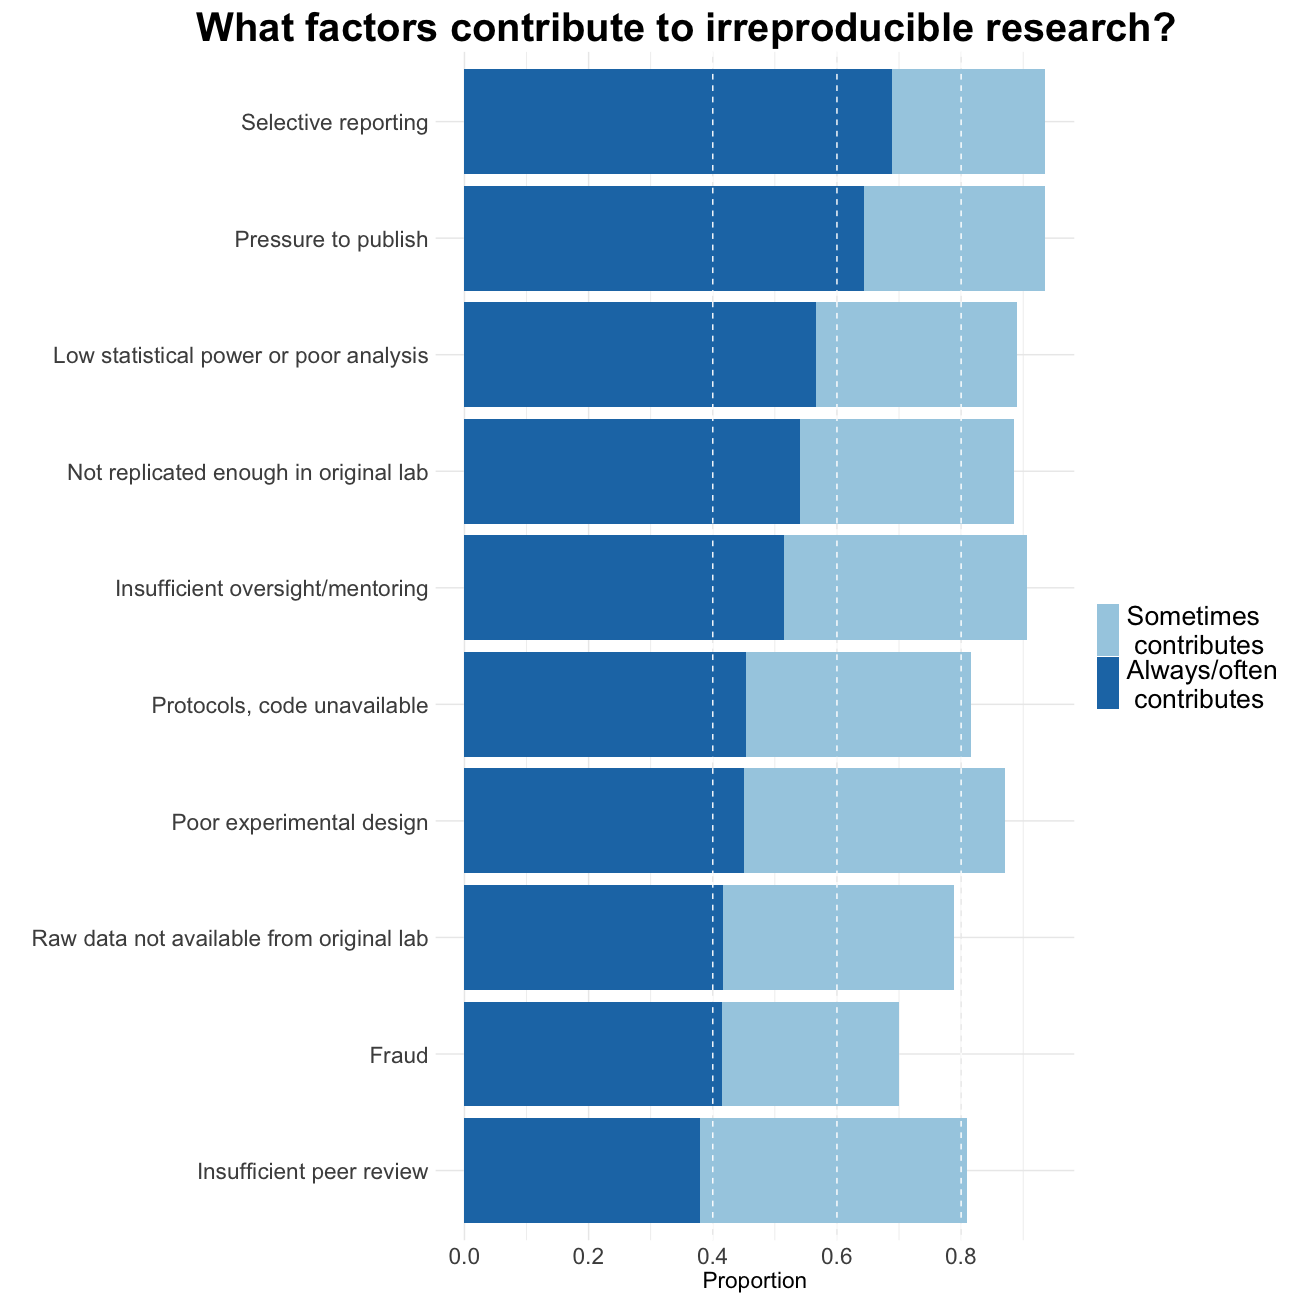 What factors contribute to irreproducible research?
Selective reporting
Pressure to publish
Low statistical power or poor analysis
Not replicated enough in original lab
Insufficient oversight/mentoring
Protocols, code unavailable
Poor experimental design
Raw data not available from original lab
Fraud
Insufficient peer review
0.0 0.2 0.4 0.6 0.8
Proportion
Sometimes
contributes
Always/often
contributes